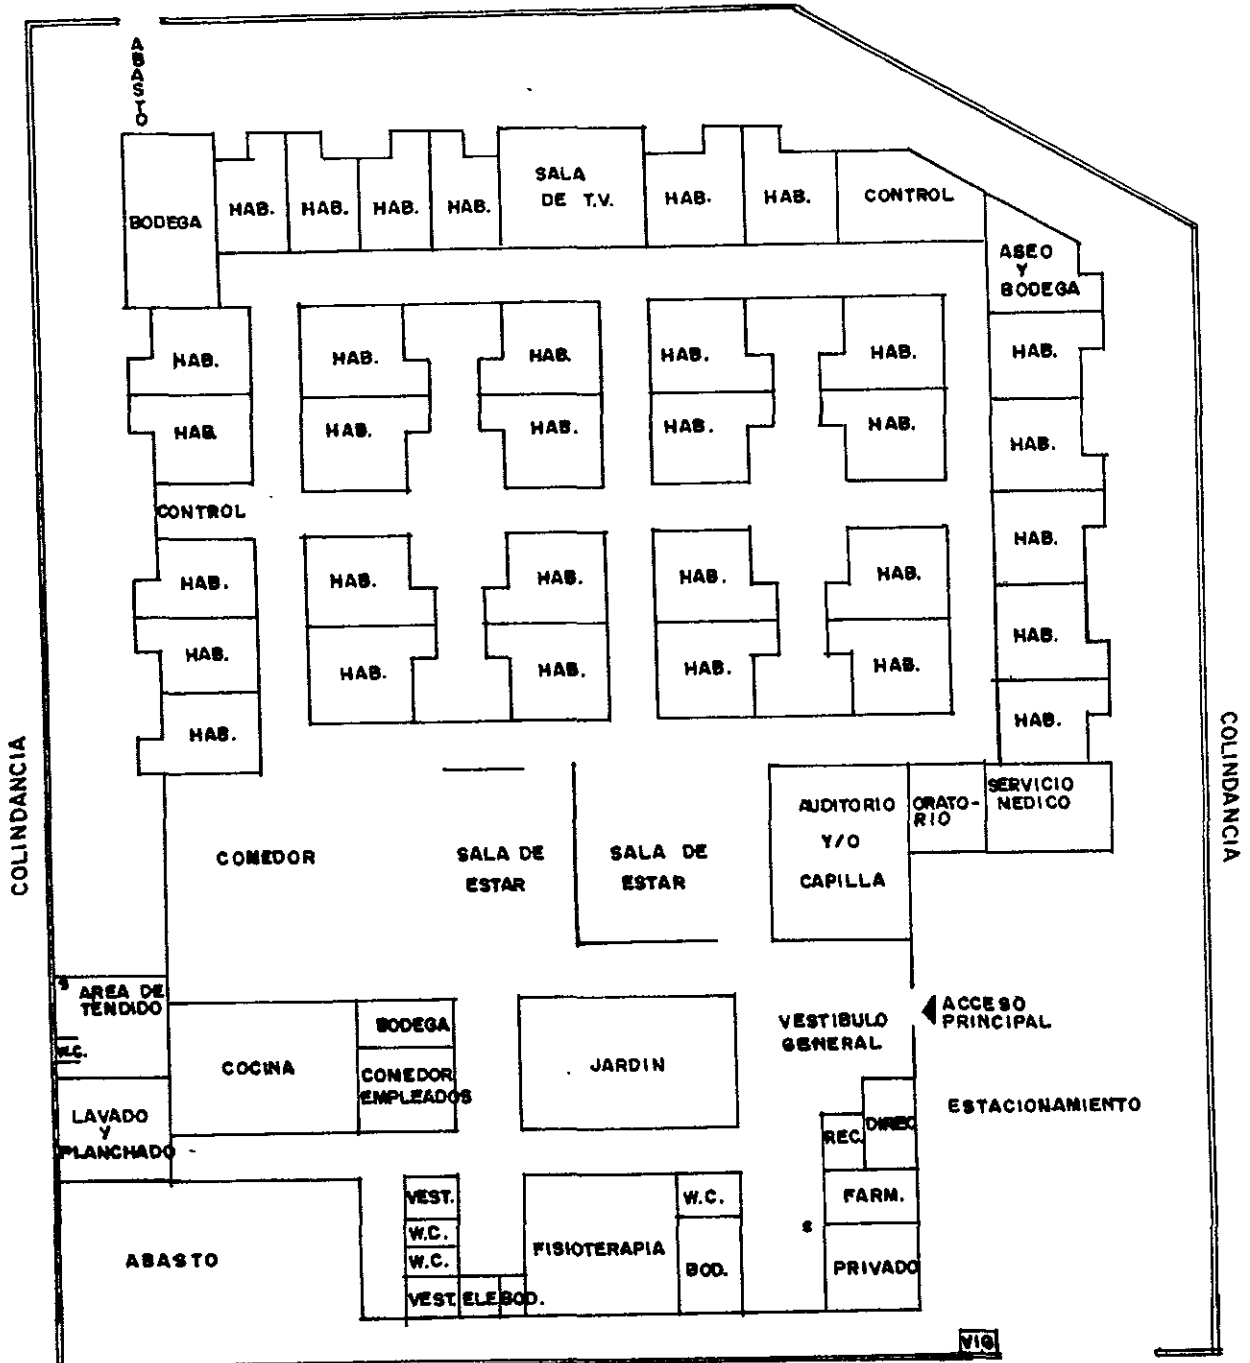 ABASTO
SALA
DE T.V.
BODEGA
HAB.
HAB.
HAB.
HAB.
HAB.
HAB.
CONTROL
ASEO
Y
BODEGA
HAB.
HAB.
HAB.
HAB.
HAB.
HAB.
HAB.
HAB.
HAB.
HAB.
HAB.
HAB.
CONTROL
HAB.
HAB.
HAB.
HAB.
HAB.
HAB.
HAB.
HAB.
HAB.
HAB.
HAB.
HAB.
HAB.
HAB.
COLINDANCIA
COLINDANCIA
COMEDOR
SALA DE
ESTAR
SALA DE
ESTAR
AUDITORIO
Y/O
CAPILLA
ORATO-
RIO
SERVICIO
MEDICO
S
AREA DE
TENDIDO
W.C.
COCINA
BODEGA
COMEDOR
EMPLEADOS
JARDIN
VESTIBULO
GENERAL
ACCESO
PRINCIPAL
ESTACIONAMIENTO
LAVADO
Y
PLANCHADO
REC.
DIREC
VEST.
W.C.
W.C.
VEST.
ELE
BOD.
FISIOTERAPIA
W.C.
BOD.
FARM.
S
PRIVADO
ABASTO
VIG